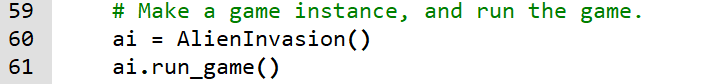 59 # Make a game instance, and run the game.
60 ai = AlienInvasion()
61 ai.run_game()